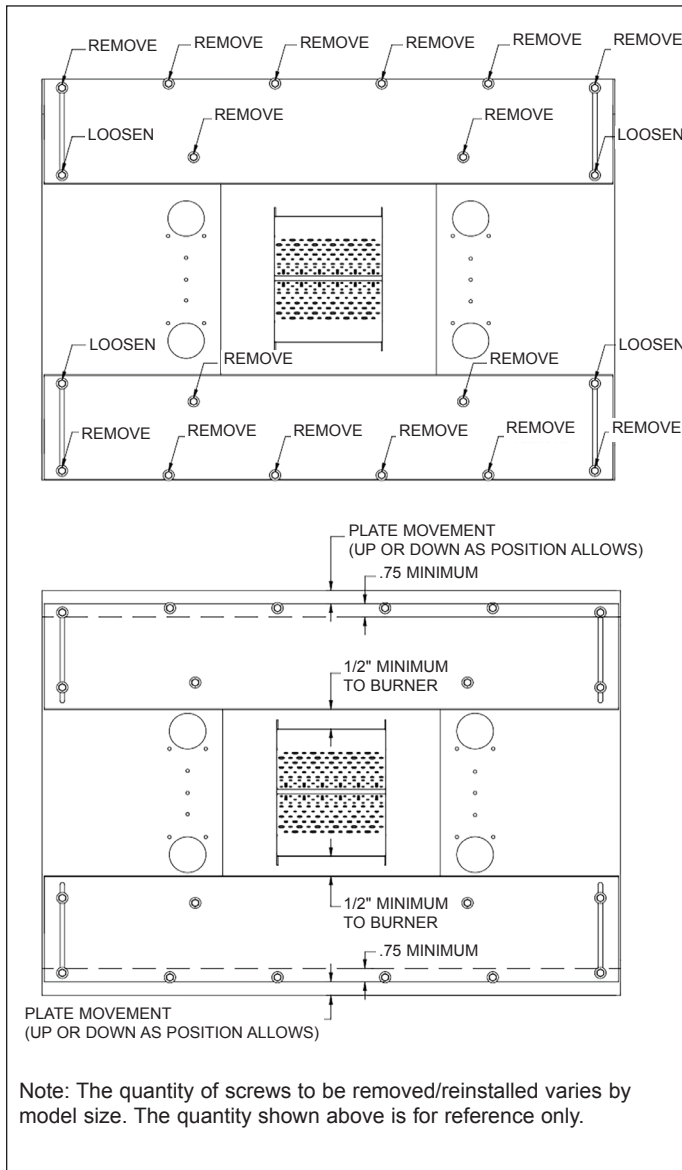 REMOVE REMOVE REMOVE REMOVE REMOVE REMOVE
REMOVE REMOVE
LOOSEN LOOSEN
LOOSEN LOOSEN
REMOVE REMOVE
REMOVE REMOVE REMOVE REMOVE REMOVE REMOVE
PLATE MOVEMENT
(UP OR DOWN AS POSITION ALLOWS)
.75 MINIMUM
1/2" MINIMUM
TO BURNER
1/2" MINIMUM
TO BURNER
.75 MINIMUM
PLATE MOVEMENT
(UP OR DOWN AS POSITION ALLOWS)
Note: The quantity of screws to be removed/reinstalled varies by
model size. The quantity shown above is for reference only.